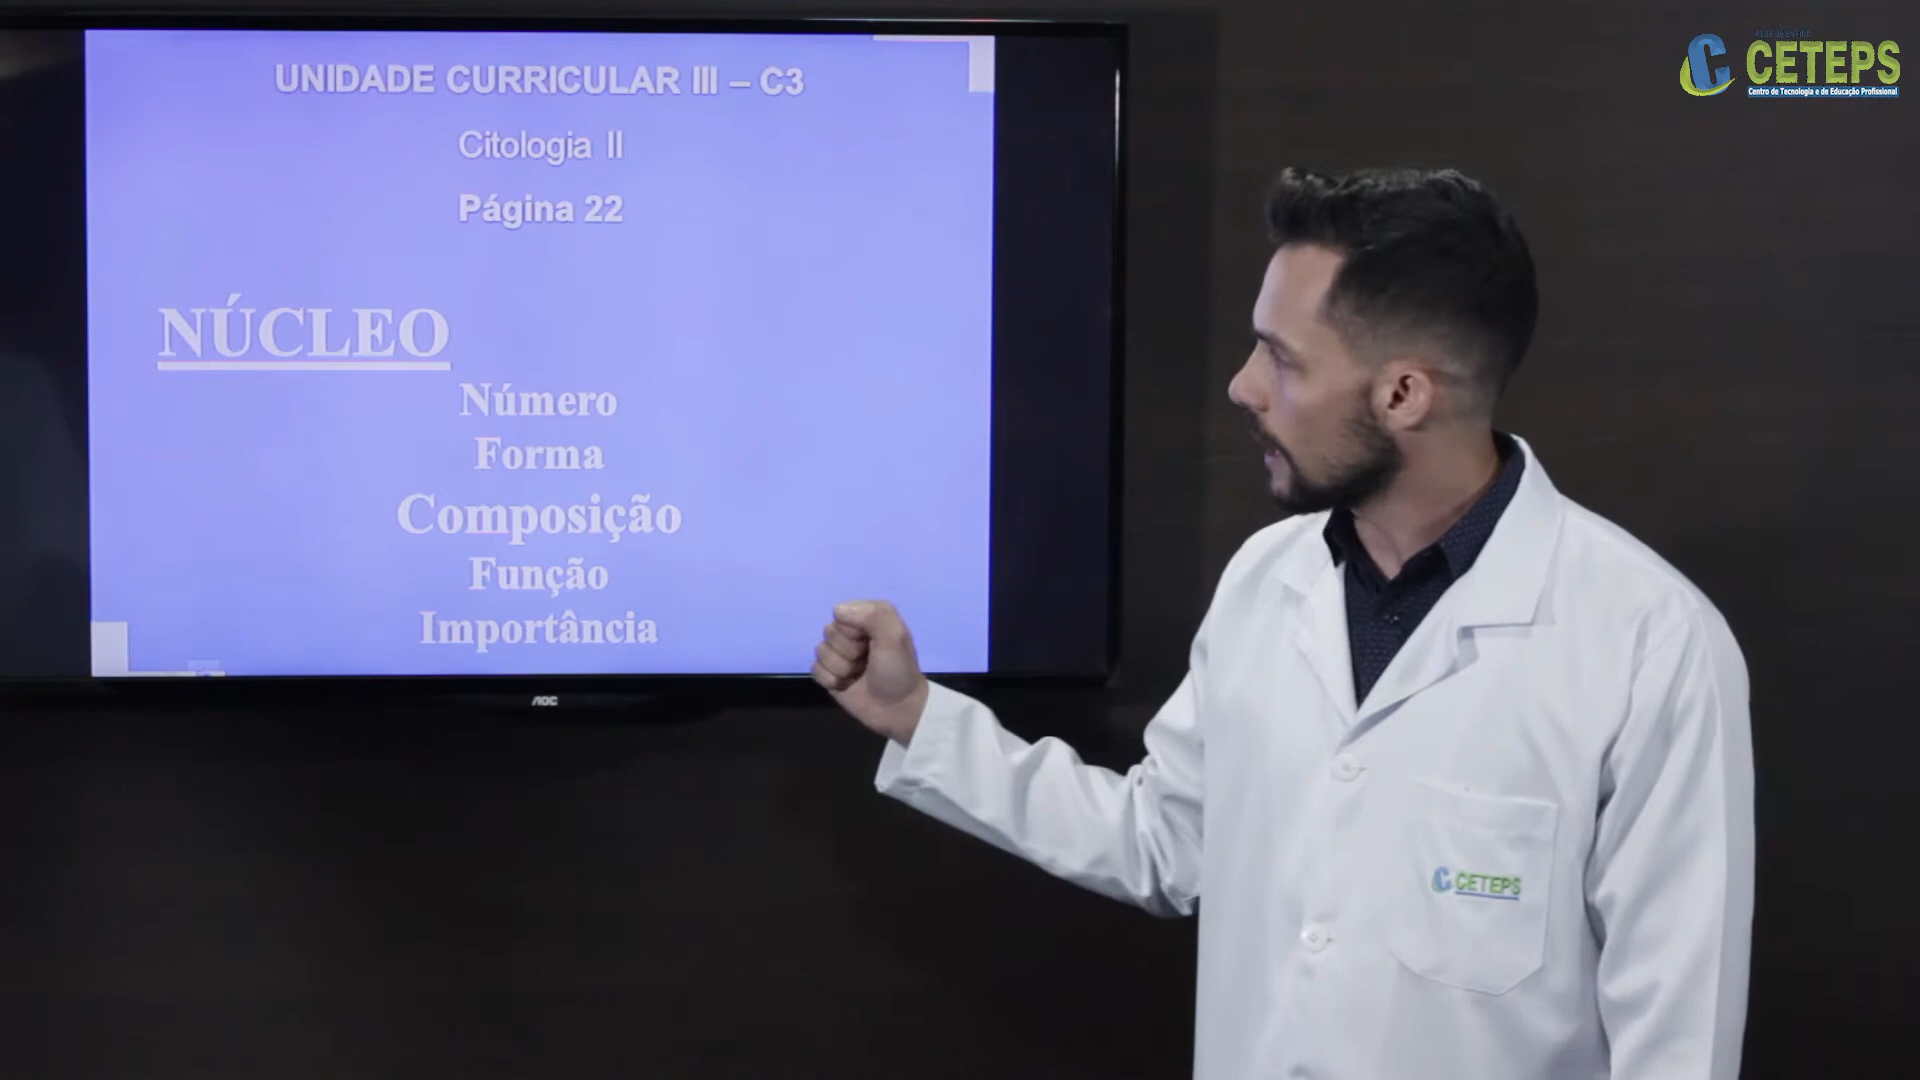 UNIDADE CURRICULAR III – C3
Citologia II
Página 22
NÚCLEO
Número
Forma
Composição
Função
Importância
AOC
CETEPS
Centro de Tecnologia e de Educação Profissional
CETEPS